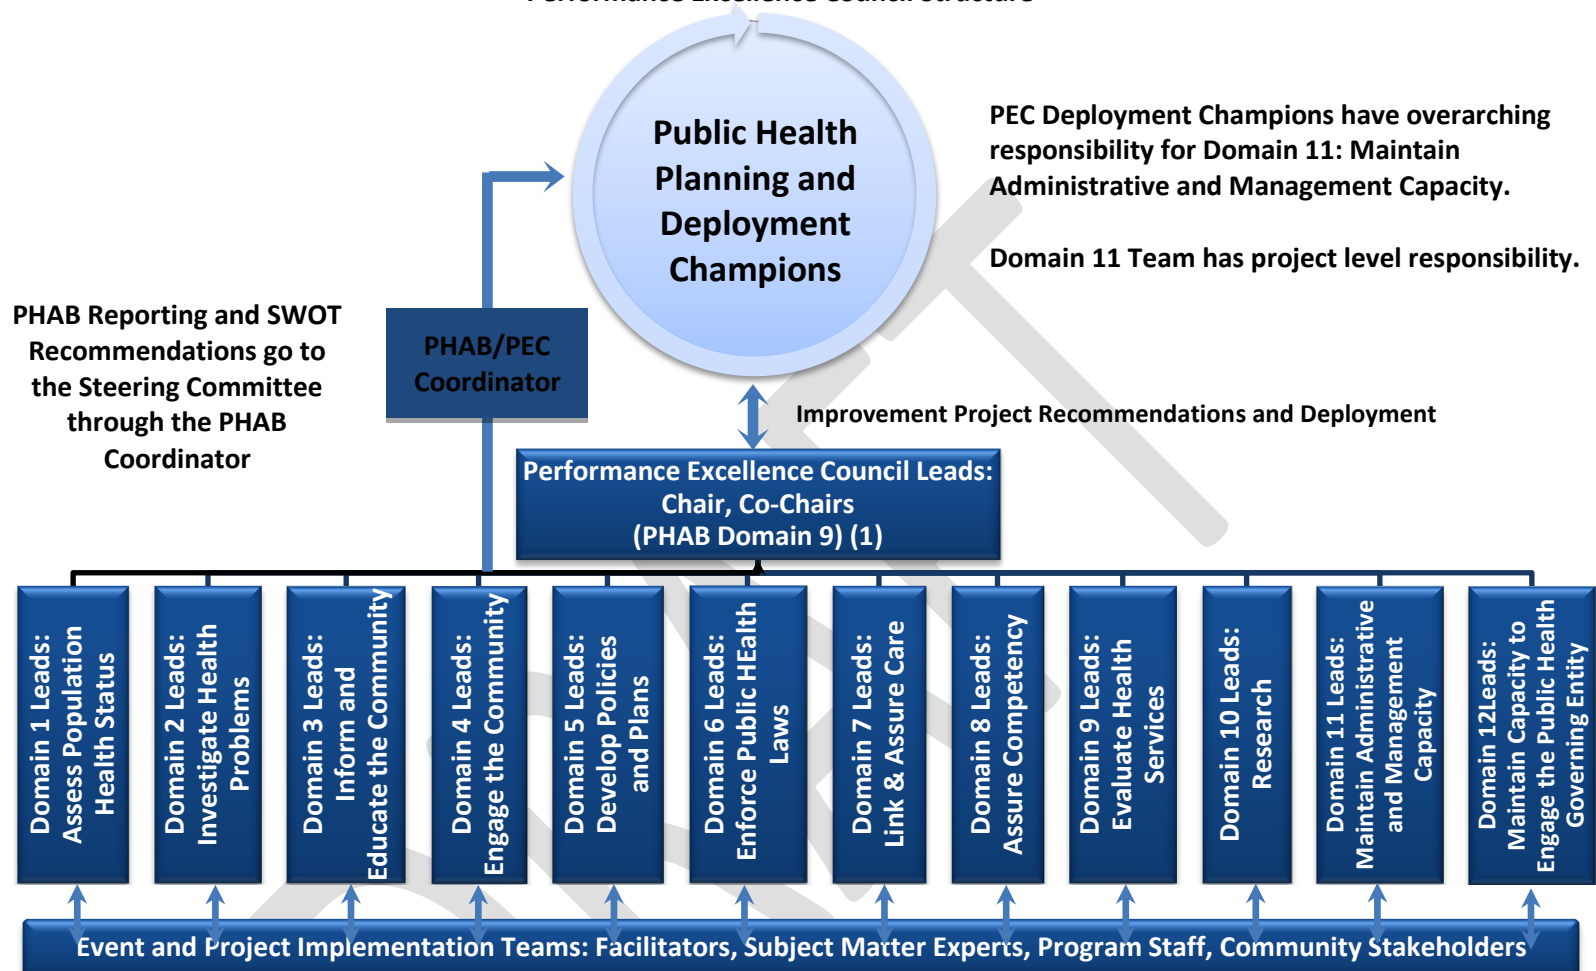 Performance Excellence Council Structure
Public Health
Planning and
Deployment
Champions
PEC Deployment Champions have overarching
responsibility for Domain 11: Maintain
Administrative and Management Capacity.
Domain 11 Team has project level responsibility.
PHAB Reporting and SWOT
Recommendations go to
the Steering Committee
through the PHAB
Coordinator
PHAB/PEC
Coordinator
Improvement Project Recommendations and Deployment
Performance Excellence Council Leads:
Chair, Co-Chairs
(PHAB Domain 9) (1)
Domain 1 Leads:
Assess Population
Health Status
Domain 2 Leads:
Investigate Health
Problems
Domain 3 Leads:
Inform and
Educate the Community
Domain 4 Leads:
Engage the Community
Domain 5 Leads:
Develop Policies
and Plans
Domain 6 Leads:
Enforce Public HEalth
Laws
Domain 7 Leads:
Link & Assure Care
Domain 8 Leads:
Assure Competency
Domain 9 Leads:
Evaluate Health
Services
Domain 10 Leads:
Research
Domain 11 Leads:
Maintain Administrative
and Management
Capacity
Domain 12Leads:
Maintain Capacity to
Engage the Public Health
Governing Entity
Event and Project Implementation Teams: Facilitators, Subject Matter Experts, Program Staff, Community Stakeholders
DRAFT